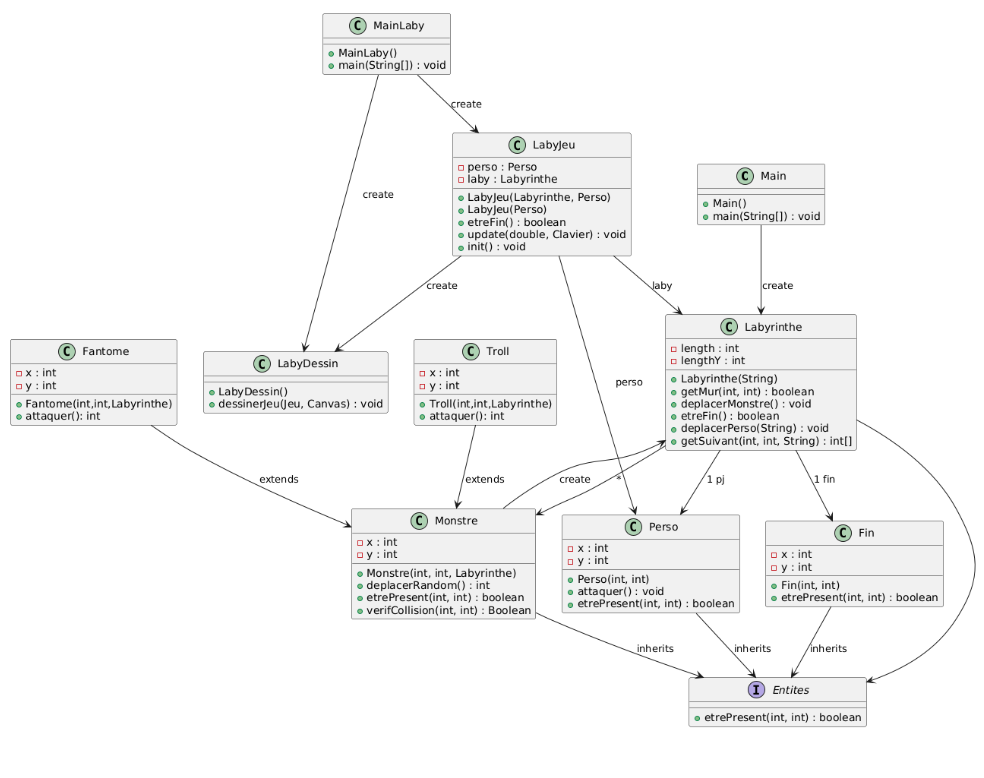 C MainLaby
MainLaby()
main(String[]) : void
create
create
C LabyJeu
perso : Perso
laby : Labyrinthe
LabyJeu(Labyrinthe, Perso)
LabyJeu(Perso)
etreFin() : boolean
update(double, Clavier) : void
init() : void
C Main
Main()
main(String[]) : void
create
laby
create
perso
C Fantome
x : int
y : int
Fantome(int,int,Labyrinthe)
attaquer(): int
C LabyDessin
LabyDessin()
dessinerJeu(Jeu, Canvas) : void
C Troll
x : int
y : int
Troll(int,int,Labyrinthe)
attaquer(): int
C Labyrinthe
length : int
lengthY : int
Labyrinthe(String)
getMur(int, int) : boolean
deplacerMonstre() : void
etreFin() : boolean
deplacerPerso(String) : void
getSuivant(int, int, String) : int[]
extends
extends
create
*
1 pj
1 fin
C Monstre
x : int
y : int
Monstre(int, int, Labyrinthe)
deplacerRandom() : int
etrePresent(int, int) : boolean
verifCollision(int, int) : Boolean
C Perso
x : int
y : int
Perso(int, int)
attaquer() : void
etrePresent(int, int) : boolean
C Fin
x : int
y : int
Fin(int, int)
etrePresent(int, int) : boolean
inherits
inherits
inherits
I Entites
etrePresent(int, int) : boolean